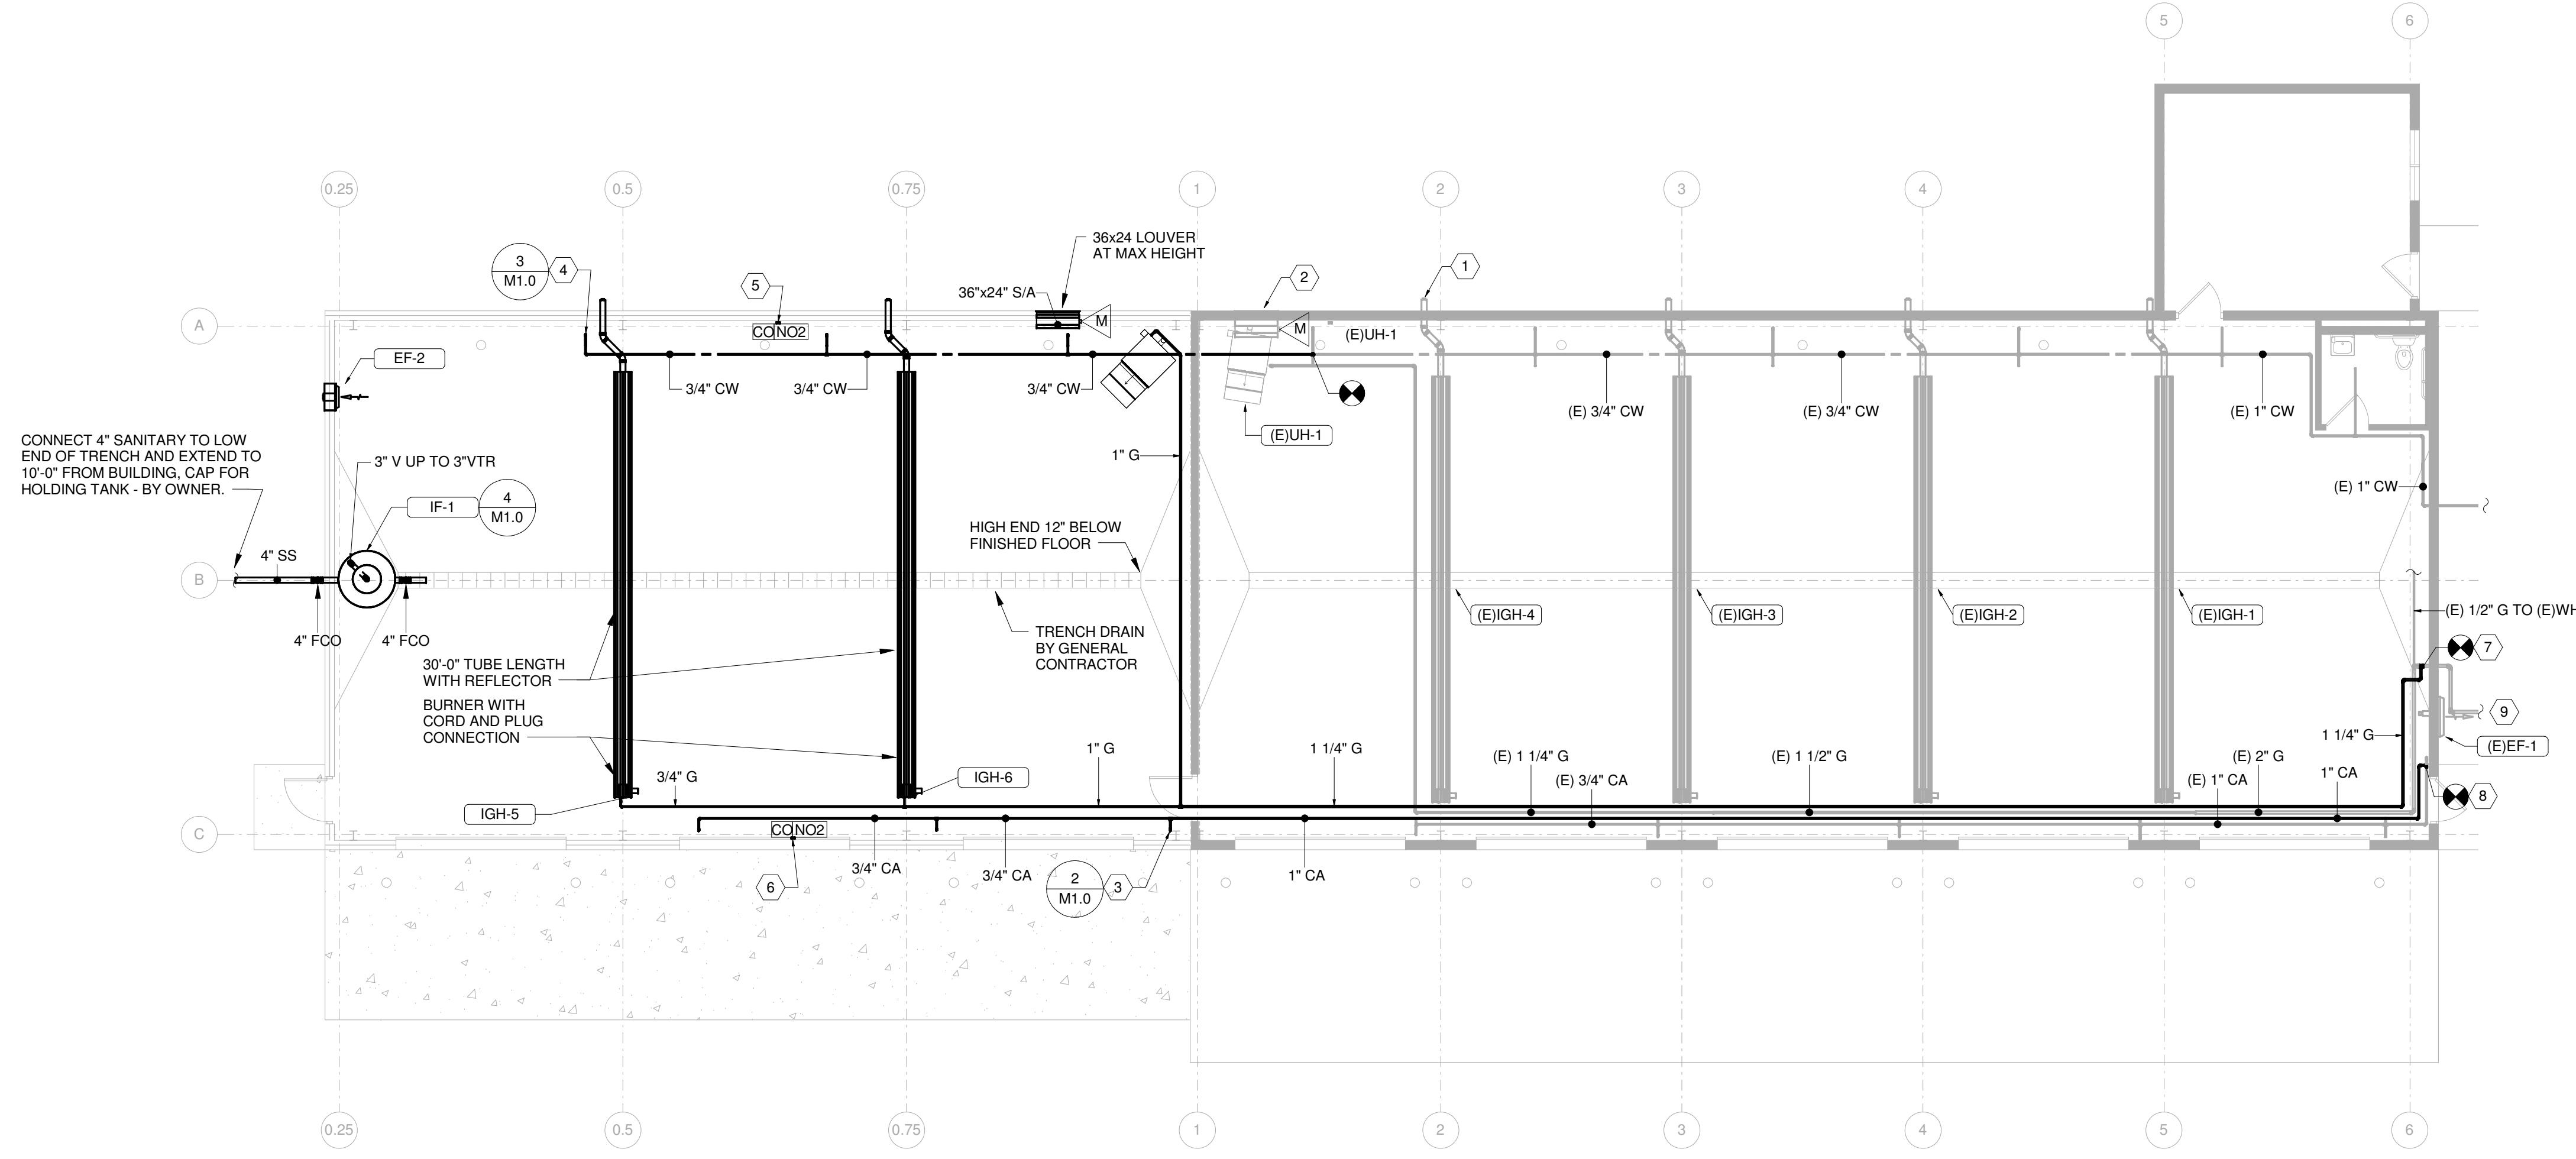 5
6
0.25
0.5
0.75
1
2
3
4
3
M1.0
4
5
36x24 LOUVER
AT MAX HEIGHT
36"x24" S/A
2
1
A
CO NO2
M
M
(E)UH-1
EF-2
3/4" CW
3/4" CW
3/4" CW
(E) 3/4" CW
(E) 3/4" CW
(E) 1" CW
(E)UH-1
CONNECT 4" SANITARY TO LOW
END OF TRENCH AND EXTEND TO
10'-0" FROM BUILDING, CAP FOR
HOLDING TANK - BY OWNER.
3" V UP TO 3"VTR
1" G
(E) 1" CW
IF-1
4
M1.0
HIGH END 12" BELOW
FINISHED FLOOR
4" SS
B
4" FCO
4" FCO
TRENCH DRAIN
BY GENERAL
CONTRACTOR
(E)IGH-4
(E)IGH-3
(E)IGH-2
(E)IGH-1
(E) 1/2" G TO (E)WH
7
30'-0" TUBE LENGTH
WITH REFLECTOR
BURNER WITH
CORD AND PLUG
CONNECTION
9
1 1/4" G
(E)EF-1
3/4" G
IGH-6
1" G
1 1/4" G
(E) 1 1/4" G
(E) 3/4" CA
(E) 1 1/2" G
(E) 2" G
(E) 1" CA
1" CA
8
IGH-5
C
CO NO2
6
3/4" CA
3/4" CA
2
M1.0
3
1" CA
0.25
0.5
0.75
1
2
3
4
5
6